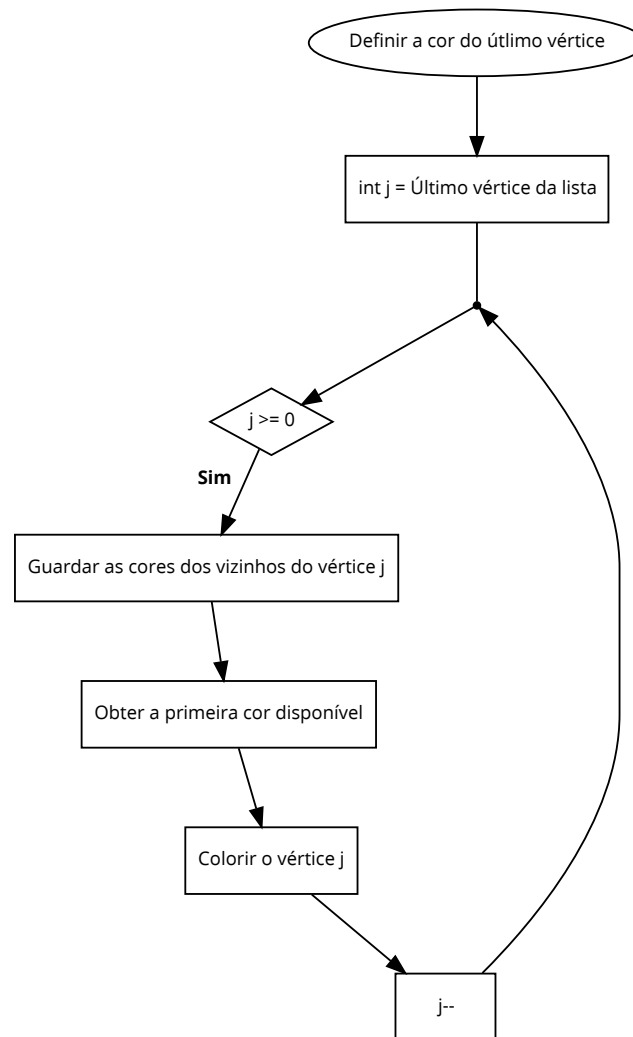 Definir a cor do útlimo vértice
int j = Último vértice da lista
j >= 0
Sim
Guardar as cores dos vizinhos do vértice j
Obter a primeira cor disponível
Colorir o vértice j
j--